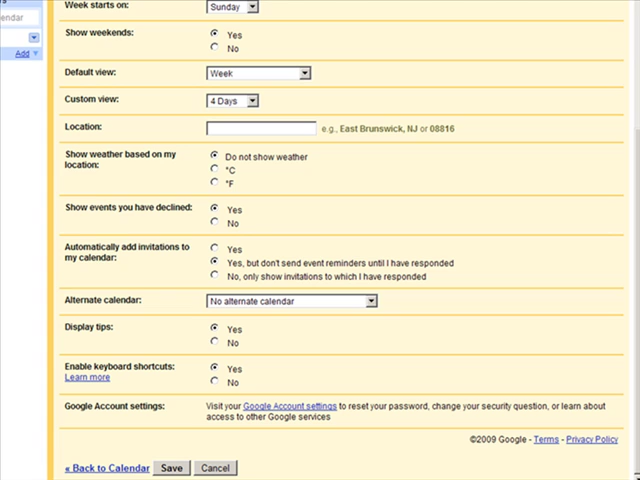 endar
Add
Week starts on: Sunday
Show weekends: Yes
No
Default view: Week
Custom view: 4 Days
Location: e.g., East Brunswick, NJ or 08816
Show weather based on my
location:
Do not show weather
°C
°F
Show events you have declined: Yes
No
Automatically add invitations to
my calendar:
Yes
Yes, but don't send event reminders until I have responded
No, only show invitations to which I have responded
Alternate calendar: No alternate calendar
Display tips: Yes
No
Enable keyboard shortcuts:
Learn more
Yes
No
Google Account settings: Visit your Google Account settings to reset your password, change your security question, or learn about
access to other Google services
©2009 Google - Terms - Privacy Policy
« Back to Calendar Save Cancel